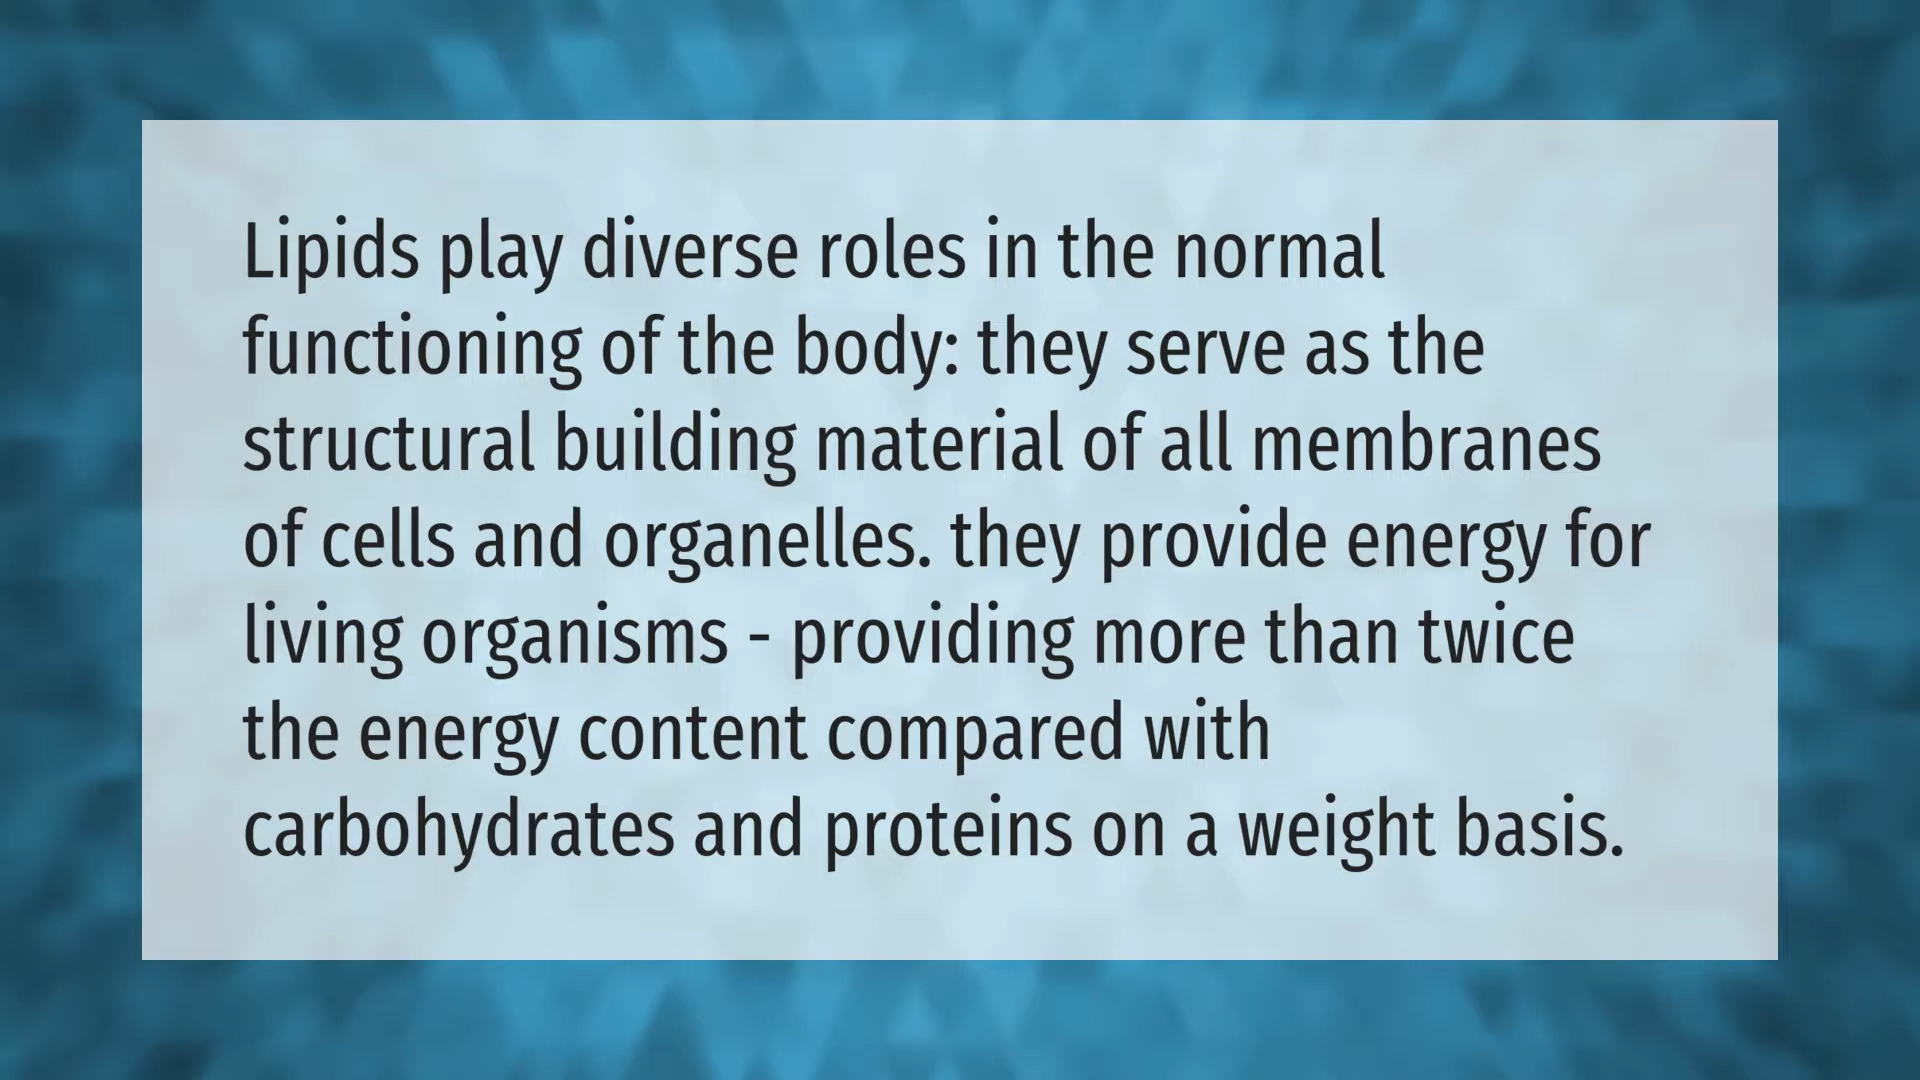 Lipids play diverse roles in the normal
functioning of the body: they serve as the
structural building material of all membranes
of cells and organelles. they provide energy for
living organisms - providing more than twice
the energy content compared with
carbohydrates and proteins on a weight basis.